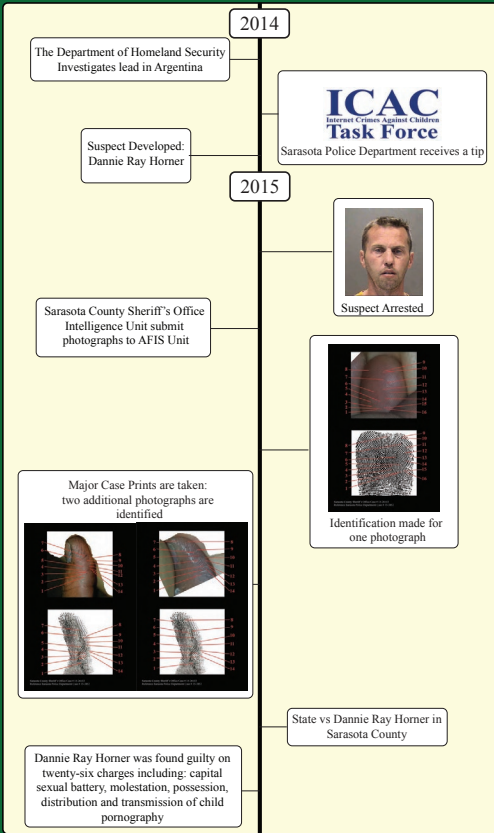 2014
The Department of Homeland Security
Investigates lead in Argentina
ICAC
Internet Crimes Against Children
Task Force
Sarasota Police Department receives a tip
Suspect Developed:
Dannie Ray Horner
2015
Suspect Arrested
Sarasota County Sheriff's Office
Intelligence Unit submit
photographs to AFIS Unit
Identification made for
one photograph
Major Case Prints are taken:
two additional photographs are
identified
State vs Dannie Ray Horner in
Sarasota County
Dannie Ray Horner was found guilty on
twenty-six charges including: capital
sexual battery, molestation, possession,
distribution and transmission of child
pornography